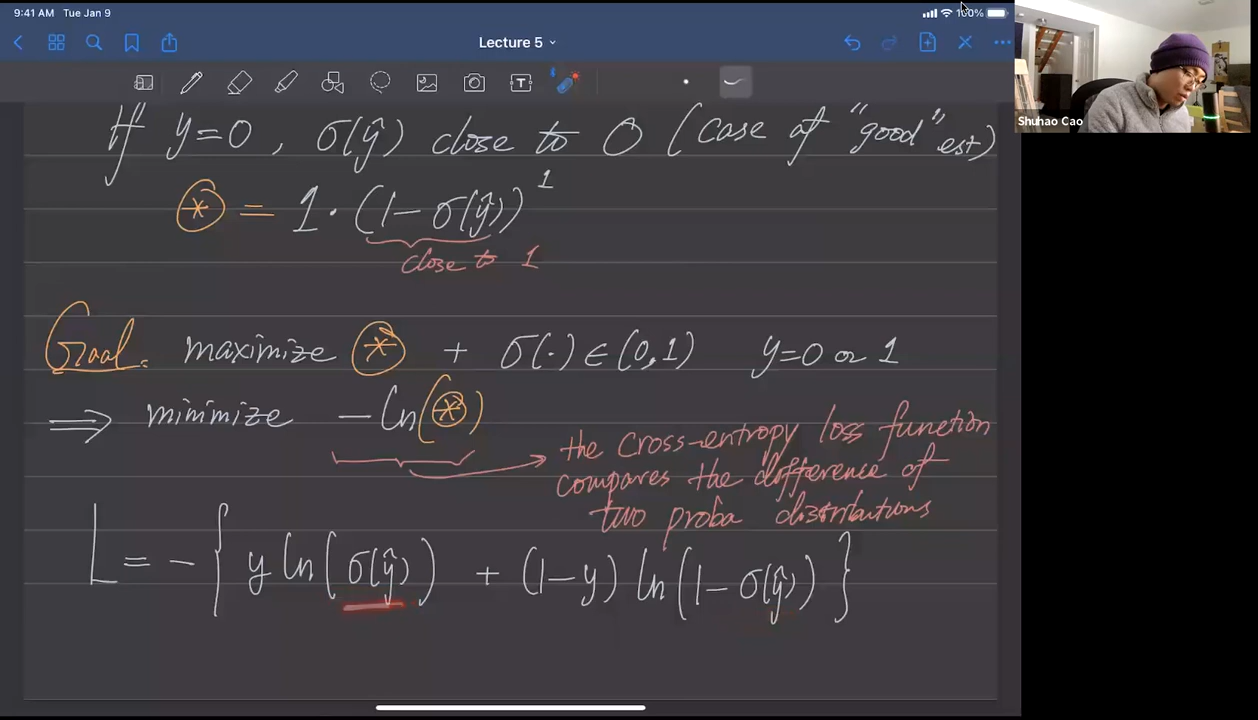 9:41 AM Tue Jan 9
100%
Lecture 5
Shuhao Cao
If y=0, σ(ŷ) close to 0 (case of "good" est)
⊛ = 1·(1−σ(ŷ))¹
close to 1
Goal: maximize ⊛ + σ(·)∈(0,1) y=0 or 1
⟹ minimize −ln(⊛)
the cross-entropy loss function
compares the difference of
two proba distributions
L = −{ y ln(σ(ŷ)) + (1−y) ln(1−σ(ŷ)) }